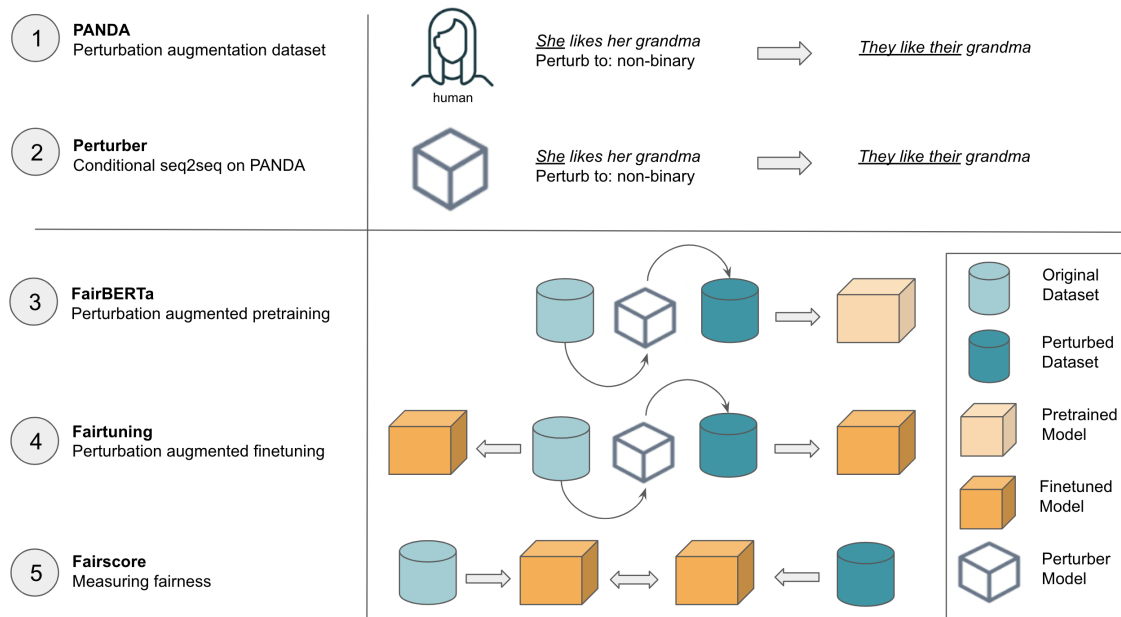 1
PANDA
Perturbation augmentation dataset
human
She likes her grandma
Perturb to: non-binary
They like their grandma
2
Perturber
Conditional seq2seq on PANDA
She likes her grandma
Perturb to: non-binary
They like their grandma
3
FairBERTa
Perturbation augmented pretraining
4
Fairtuning
Perturbation augmented finetuning
5
Fairscore
Measuring fairness
Original
Dataset
Perturbed
Dataset
Pretrained
Model
Finetuned
Model
Perturber
Model